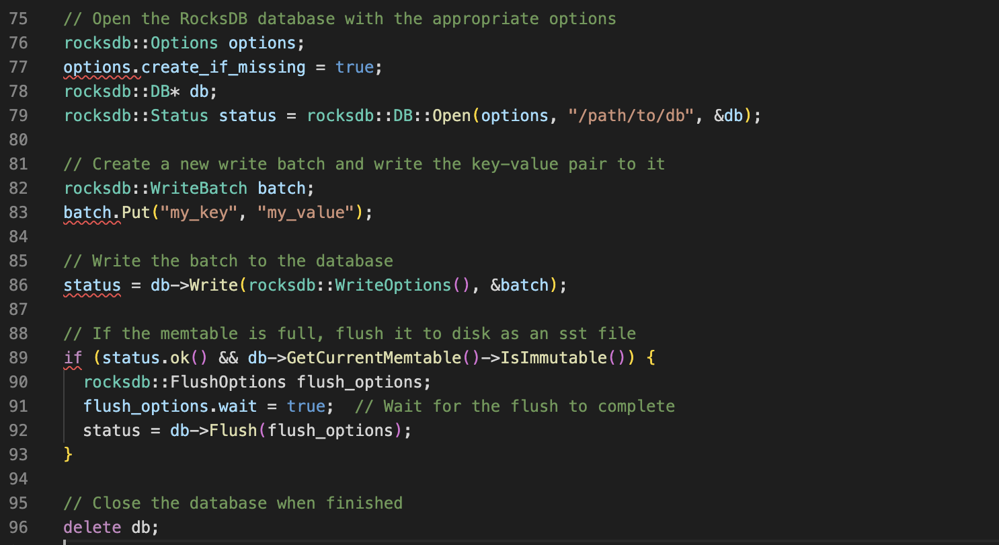 75 // Open the RocksDB database with the appropriate options
76 rocksdb::Options options;
77 options.create_if_missing = true;
78 rocksdb::DB* db;
79 rocksdb::Status status = rocksdb::DB::Open(options, "/path/to/db", &db);
80
81 // Create a new write batch and write the key-value pair to it
82 rocksdb::WriteBatch batch;
83 batch.Put("my_key", "my_value");
84
85 // Write the batch to the database
86 status = db->Write(rocksdb::WriteOptions(), &batch);
87
88 // If the memtable is full, flush it to disk as an sst file
89 if (status.ok() && db->GetCurrentMemtable()->IsImmutable()) {
90   rocksdb::FlushOptions flush_options;
91   flush_options.wait = true;  // Wait for the flush to complete
92   status = db->Flush(flush_options);
93 }
94
95 // Close the database when finished
96 delete db;